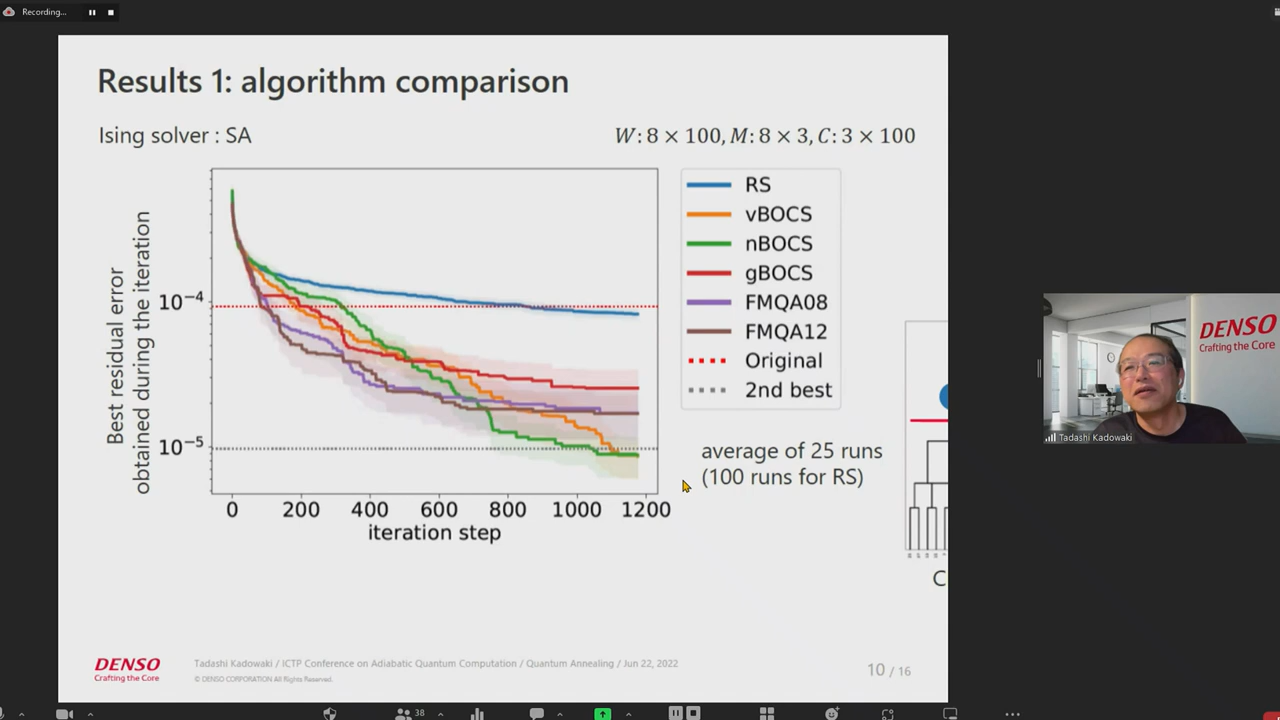 Recording...
Results 1: algorithm comparison
Ising solver : SA
W: 8 × 100, M: 8 × 3, C: 3 × 100
Best residual error
obtained during the iteration
10⁻⁴
10⁻⁵
0 200 400 600 800 1000 1200
iteration step
RS
vBOCS
nBOCS
gBOCS
FMQA08
FMQA12
Original
2nd best
average of 25 runs
(100 runs for RS)
C
DENSO
Crafting the Core
Tadashi Kadowaki
DENSO
Crafting the Core
Tadashi Kadowaki / ICTP Conference on Adiabatic Quantum Computation / Quantum Annealing / Jun 22, 2022
© DENSO CORPORATION All Rights Reserved.
10 / 16
38